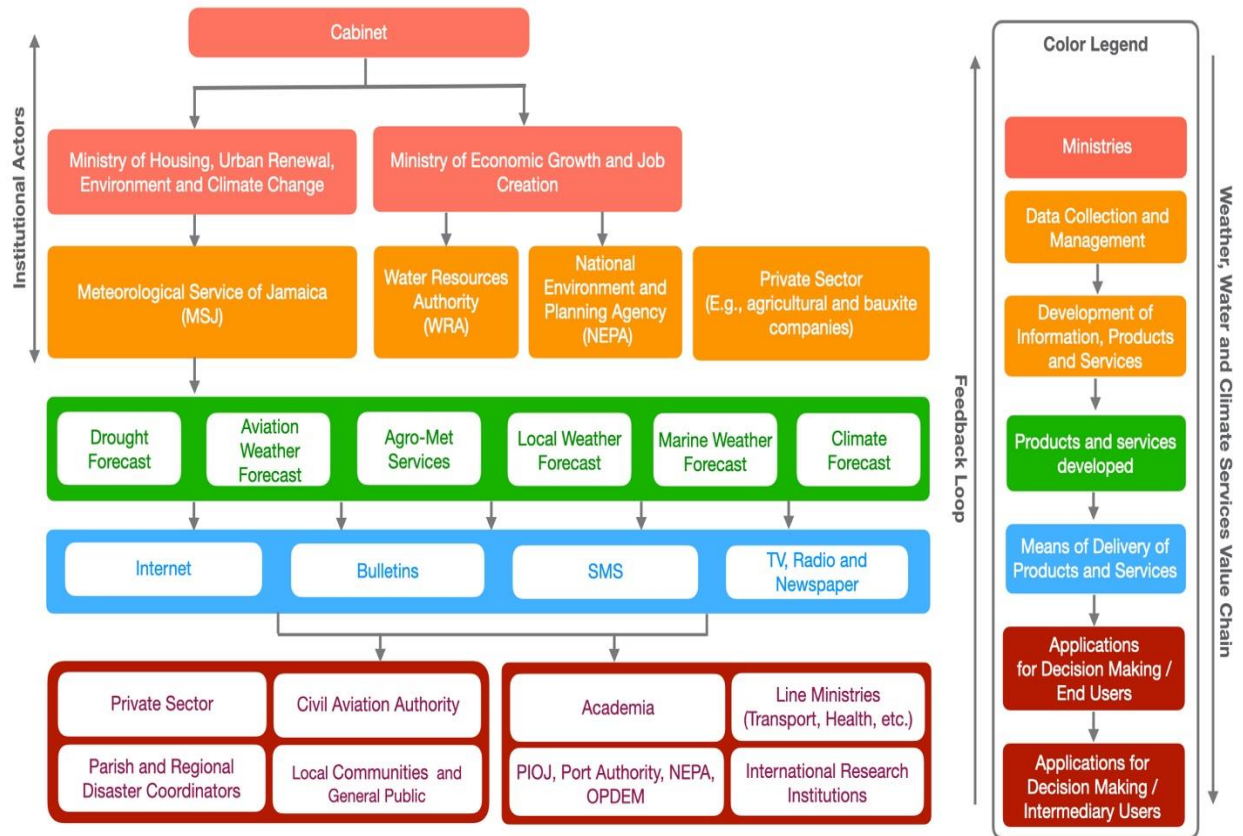 Cabinet
Institutional Actors
Ministry of Housing, Urban Renewal,
Environment and Climate Change
Ministry of Economic Growth and Job
Creation
Meteorological Service of Jamaica
(MSJ)
Water Resources
Authority
(WRA)
National
Environment and
Planning Agency
(NEPA)
Private Sector
(E.g., agricultural and bauxite
companies)
Drought
Forecast
Aviation
Weather
Forecast
Agro-Met
Services
Local Weather
Forecast
Marine Weather
Forecast
Climate
Forecast
Internet
Bulletins
SMS
TV, Radio and
Newspaper
Private Sector
Civil Aviation Authority
Parish and Regional
Disaster Coordinators
Local Communities and
General Public
Academia
Line Ministries
(Transport, Health, etc.)
PIOJ, Port Authority, NEPA,
OPDEM
International Research
Institutions
Feedback Loop
Color Legend
Ministries
Data Collection and
Management
Development of
Information, Products
and Services
Products and services
developed
Means of Delivery of
Products and Services
Applications
for Decision Making /
End Users
Applications for
Decision Making /
Intermediary Users
Weather, Water and Climate Services Value Chain